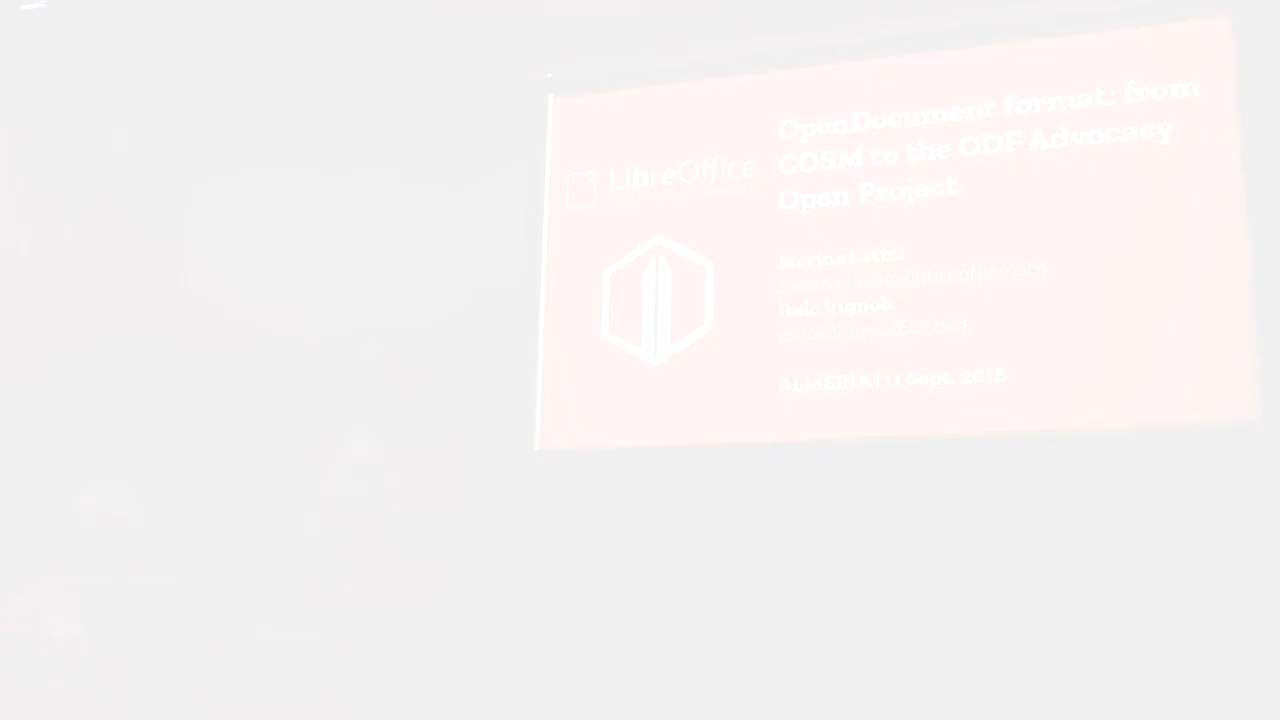 LibreOffice
OpenDocument format: from
COSM to the ODF Advocacy
Open Project
Marina Latini
marina.latini@libreoffice.org
Italo Vignoli
italo@libreoffice.org
ALMERÍA | 11 Sept. 2018